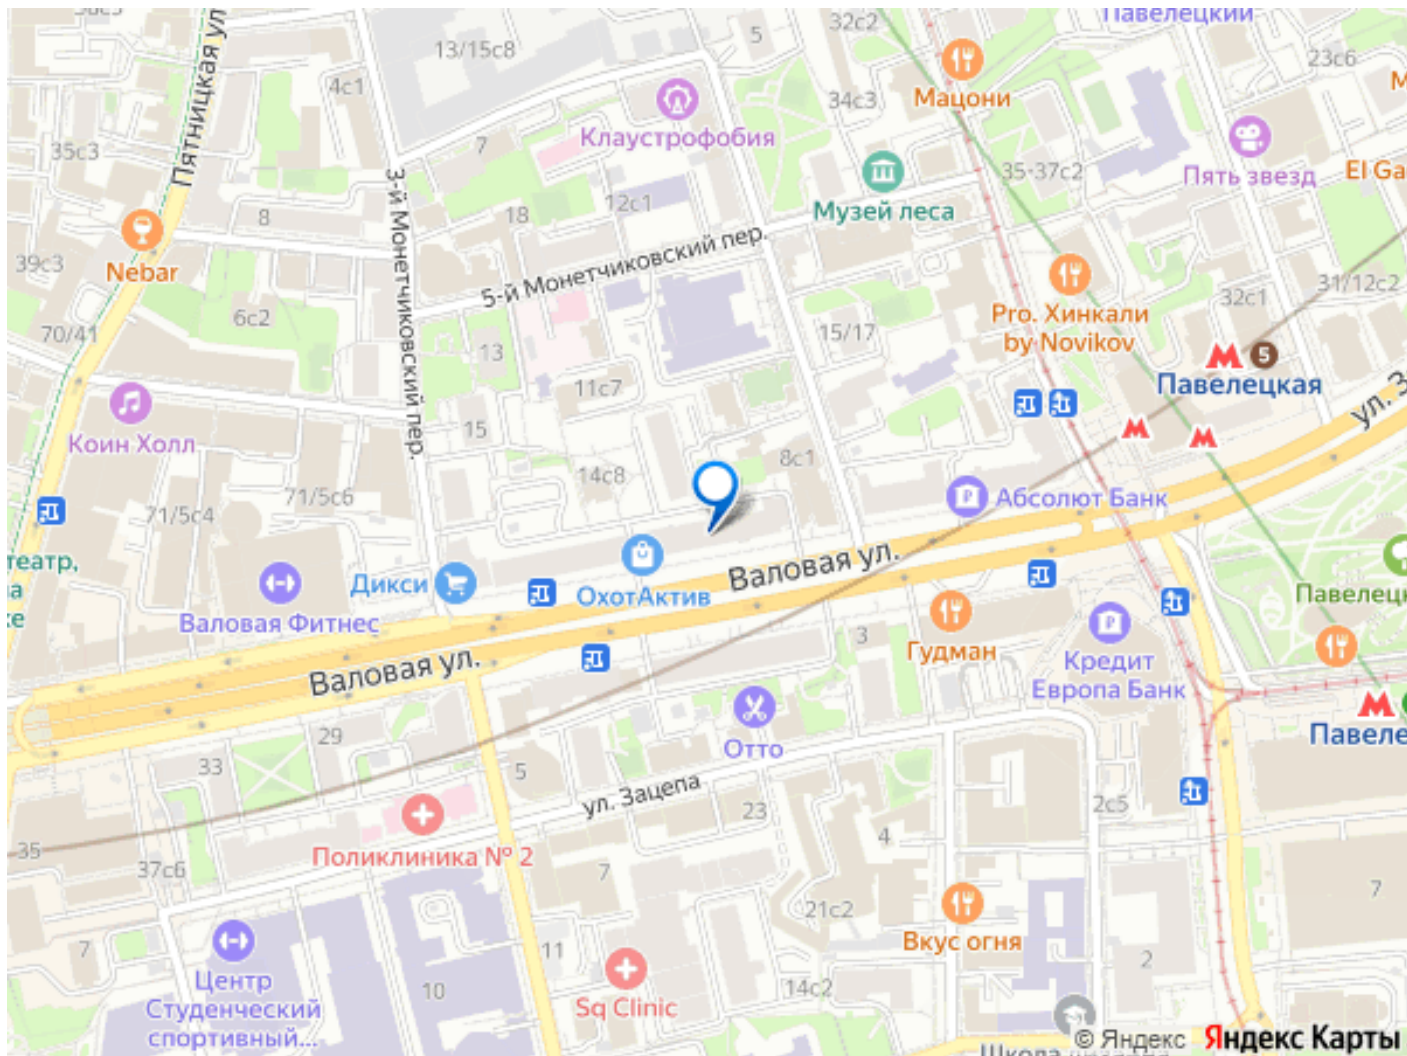 Павелецкий
32с2
5
13/15с8
23с6
4с1
34с3
Мацони
Пятницкая ул.
Клаустрофобия
7
35с3
35-37с2
Пять звезд
El Ga
3-й Монетчиковский пер.
12с1
Музей леса
18
8
39с3
Nebar
5-й Монетчиковский пер.
31/12с2
32с1
6с2
Pro. Хинкали
by Novikov
70/41
15/17
13
5
Павелецкая
11с7
Коин Холл
15
ул. З
8с1
14с8
71/5с6
71/5с4
Абсолют Банк
театр,
Дикси
ОхотАктив
Валовая ул.
Валовая Фитнес
Павелецк
3
Гудман
Кредит
Европа Банк
Валовая ул.
Отто
Павеле
29
33
5
ул. Зацепа
23
2с5
4
35
37с6
Поликлиника № 2
7
7
21с2
Вкус огня
7
11
2
Центр
Студенческий
спортивный...
10
Sq Clinic
14с2
© Яндекс Яндекс Карты